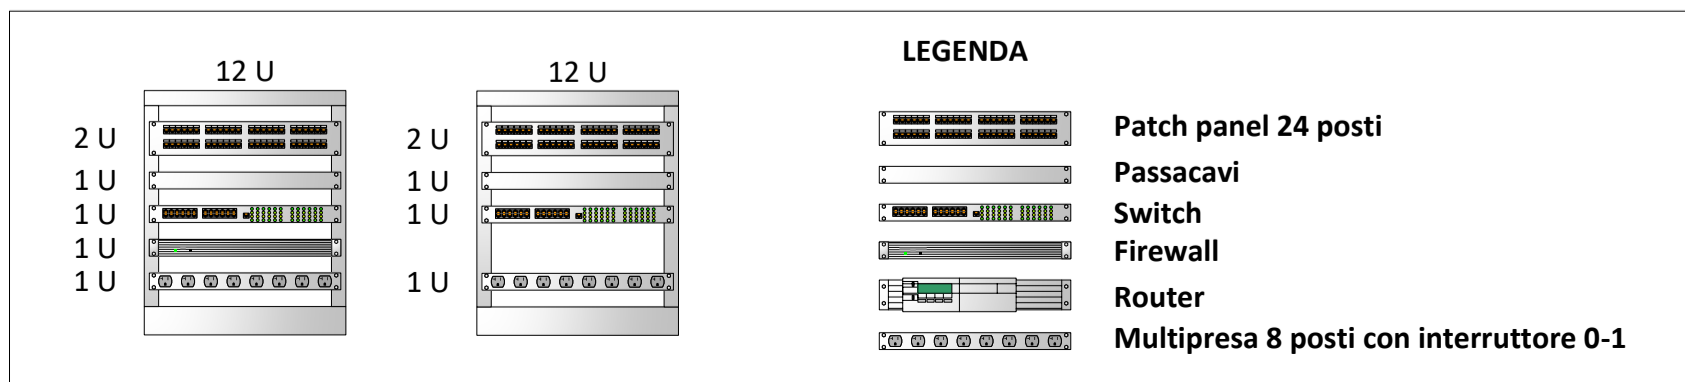 12 U
2 U
1 U
1 U
1 U
1 U
12 U
2 U
1 U
1 U
1 U
LEGENDA
Patch panel 24 posti
Passacavi
Switch
Firewall
Router
Multipresa 8 posti con interruttore 0-1